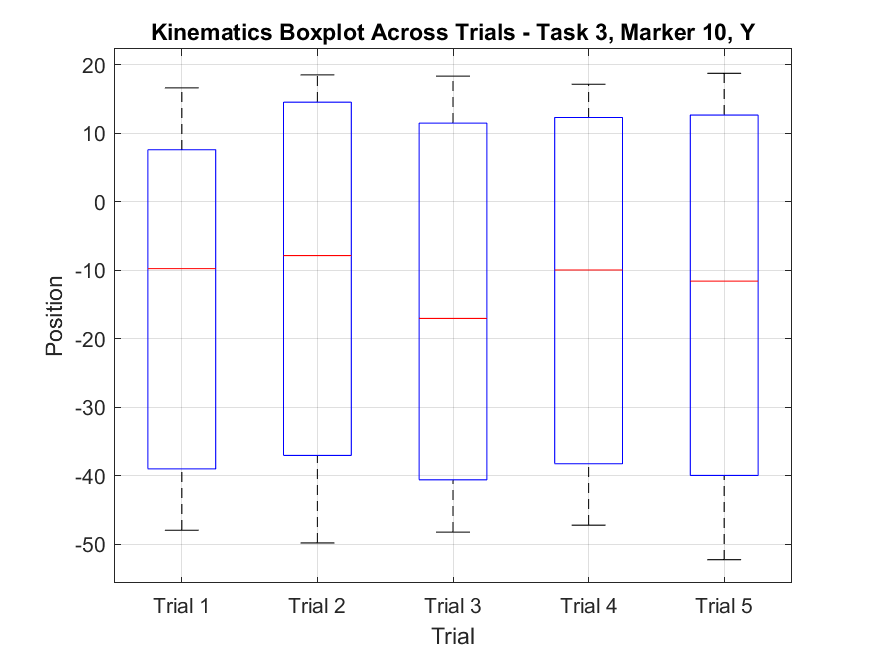 Kinematics Boxplot Across Trials - Task 3, Marker 10, Y
20
10
0
-10
-20
-30
-40
-50
Position
Trial 1 Trial 2 Trial 3 Trial 4 Trial 5
Trial